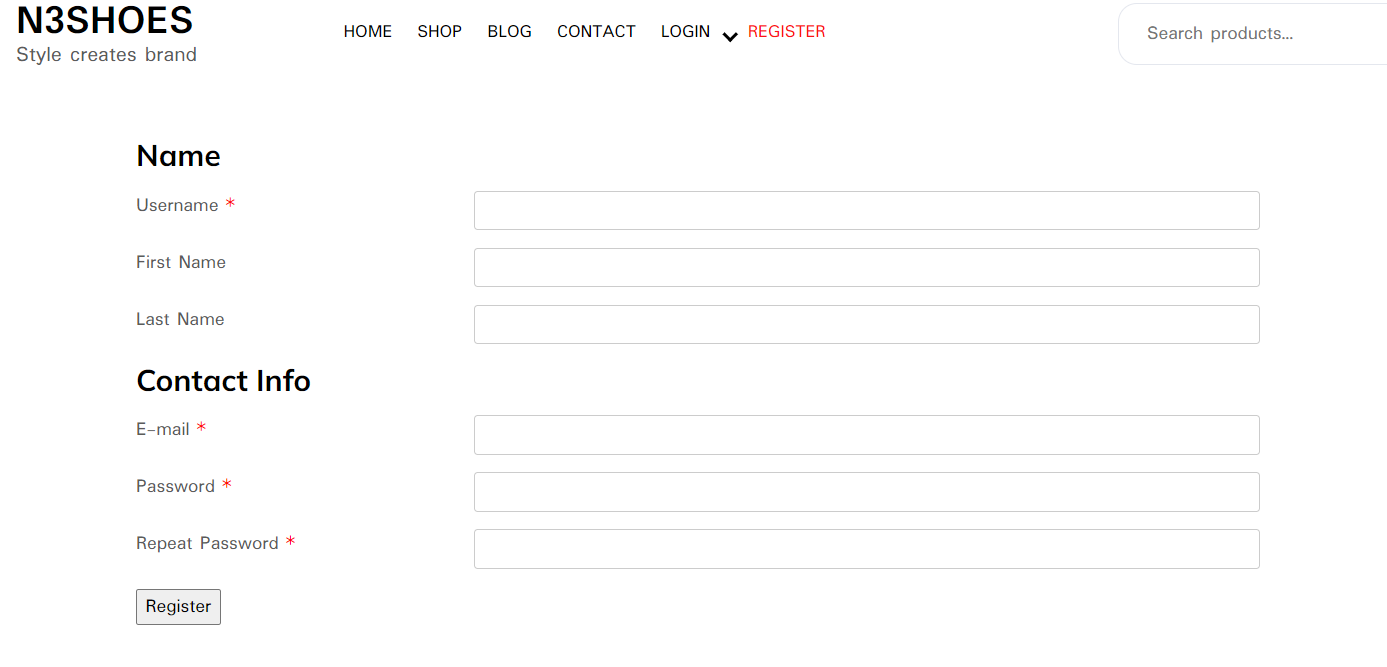 N3SHOES
Style creates brand
HOME SHOP BLOG CONTACT LOGIN REGISTER
Search products...
Name
Username *
First Name
Last Name
Contact Info
E-mail *
Password *
Repeat Password *
Register